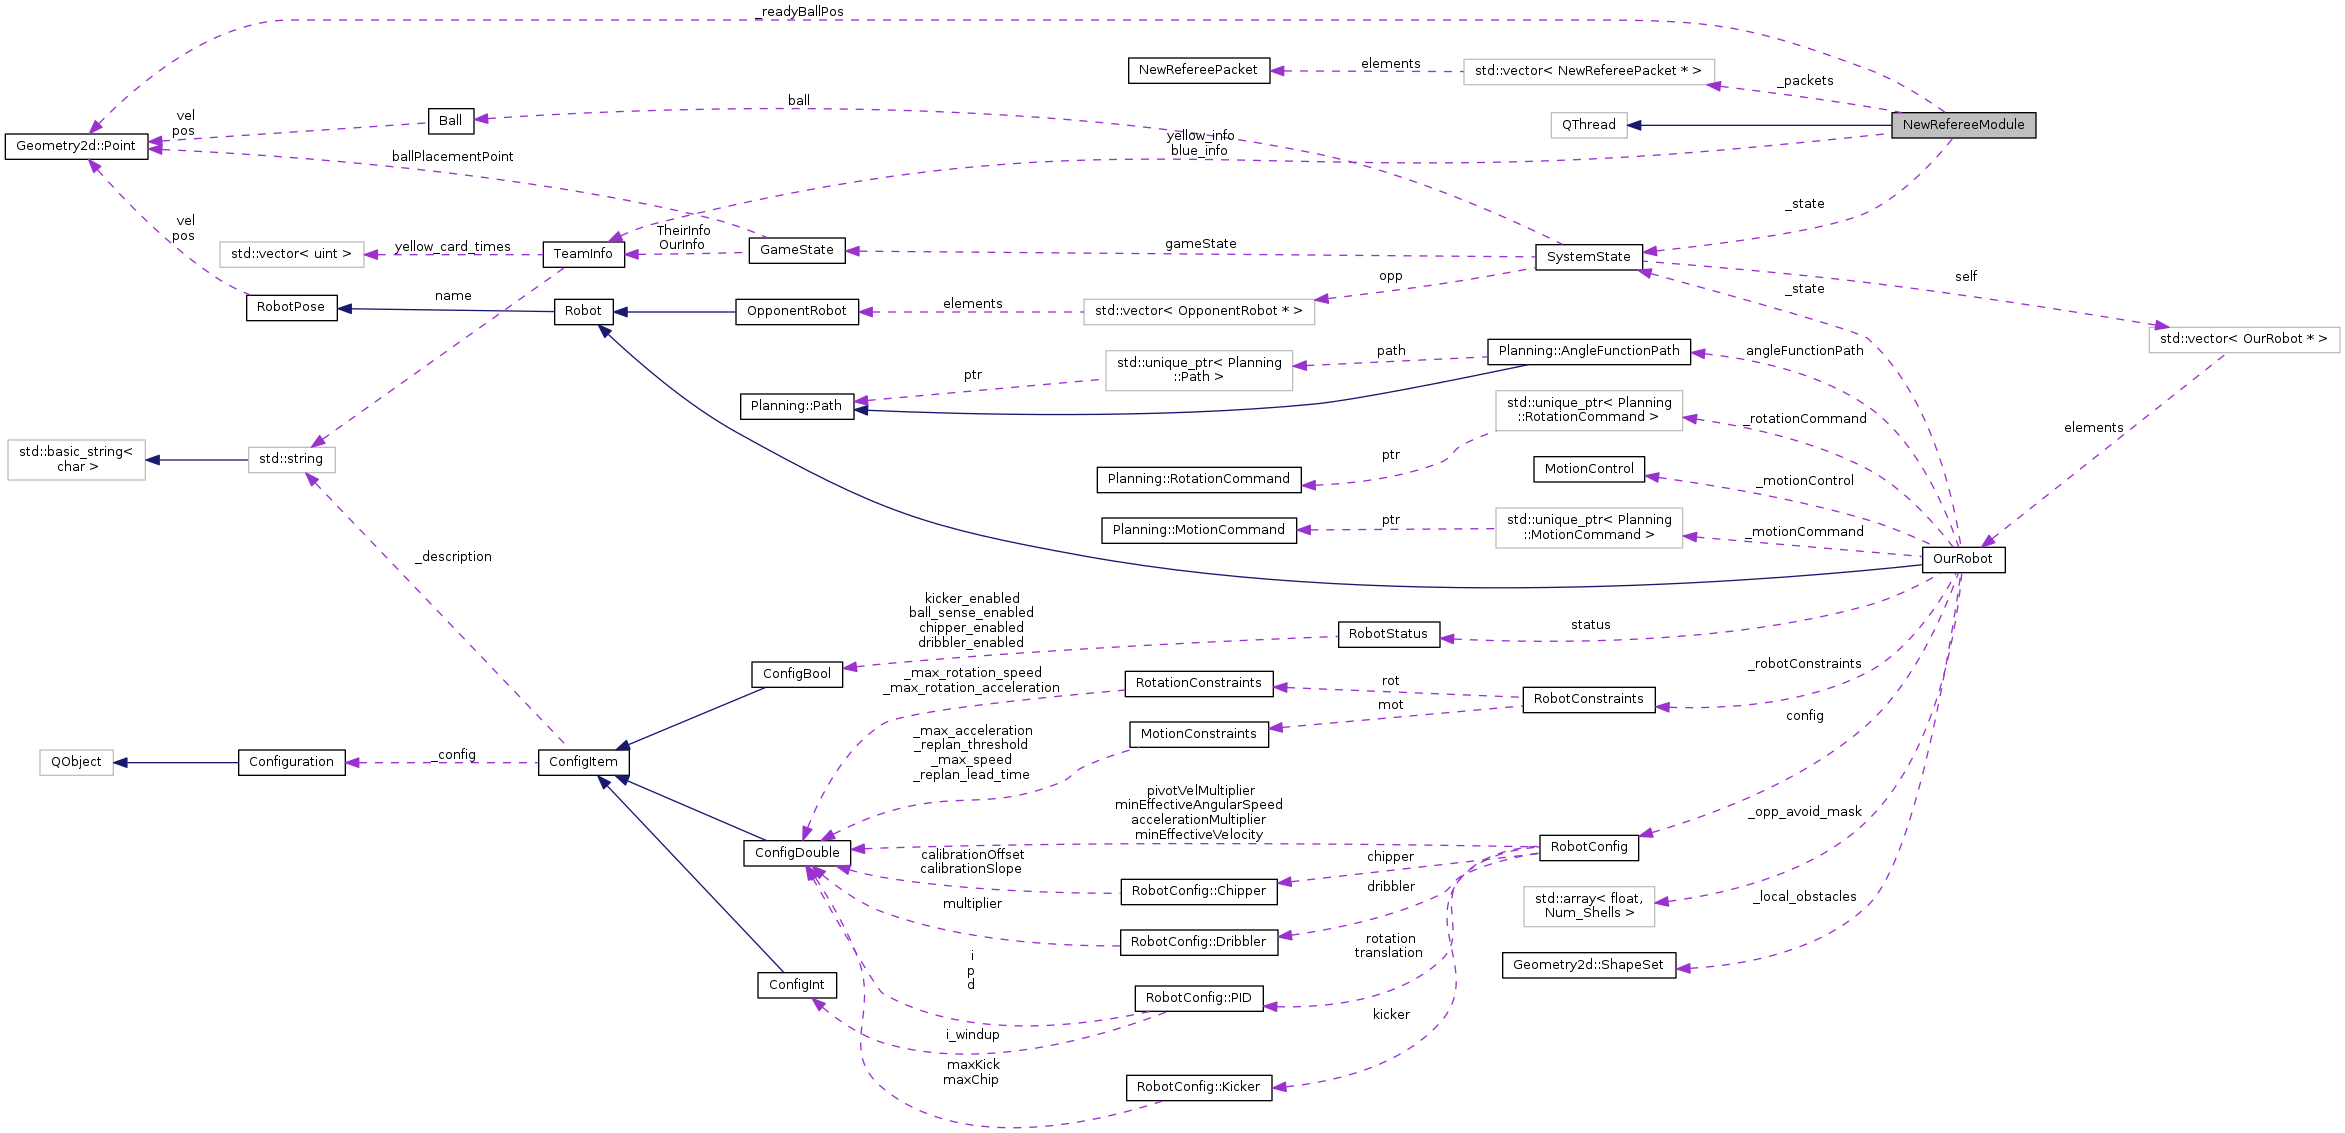 _readyBallPos
NewRefereePacket
elements
std::vector< NewRefereePacket * >
_packets
ball
vel
pos
Ball
QThread
NewRefereeModule
Geometry2d::Point
yellow_info
blue_info
ballPlacementPoint
_state
vel
pos
TheirInfo
OurInfo
gameState
std::vector< uint >
yellow_card_times
TeamInfo
GameState
SystemState
opp
self
name
elements
_state
RobotPose
Robot
OpponentRobot
std::vector< OpponentRobot * >
std::vector< OurRobot * >
path
Planning::AngleFunctionPath
angleFunctionPath
std::unique_ptr< Planning
::Path >
ptr
Planning::Path
std::unique_ptr< Planning
::RotationCommand >
_rotationCommand
elements
std::basic_string<
char >
std::string
ptr
Planning::RotationCommand
MotionControl
_motionControl
Planning::MotionCommand
ptr
std::unique_ptr< Planning
::MotionCommand >
_motionCommand
_description
OurRobot
kicker_enabled
ball_sense_enabled
chipper_enabled
dribbler_enabled
RobotStatus
status
ConfigBool
_max_rotation_speed
_max_rotation_acceleration
RotationConstraints
rot
mot
RobotConstraints
_robotConstraints
_max_acceleration
_replan_threshold
_max_speed
_replan_lead_time
MotionConstraints
config
QObject
Configuration
_config
ConfigItem
pivotVelMultiplier
minEffectiveAngularSpeed
accelerationMultiplier
minEffectiveVelocity
_opp_avoid_mask
ConfigDouble
calibrationOffset
calibrationSlope
chipper
RobotConfig
RobotConfig::Chipper
dribbler
multiplier
std::array< float,
Num_Shells >
_local_obstacles
RobotConfig::Dribbler
rotation
translation
i
p
d
Geometry2d::ShapeSet
ConfigInt
RobotConfig::PID
kicker
i_windup
maxKick
maxChip
RobotConfig::Kicker